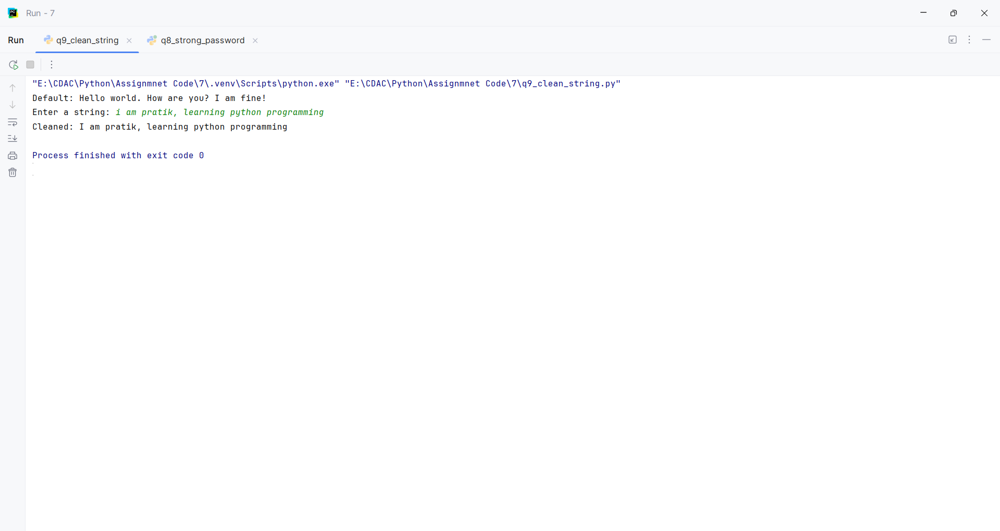 Run - 7
Run q9_clean_string q8_strong_password
"E:\CDAC\Python\Assignmnet Code\7\.venv\Scripts\python.exe" "E:\CDAC\Python\Assignmnet Code\7\q9_clean_string.py"
Default: Hello world. How are you? I am fine!
Enter a string: i am pratik, learning python programming
Cleaned: I am pratik, learning python programming
Process finished with exit code 0